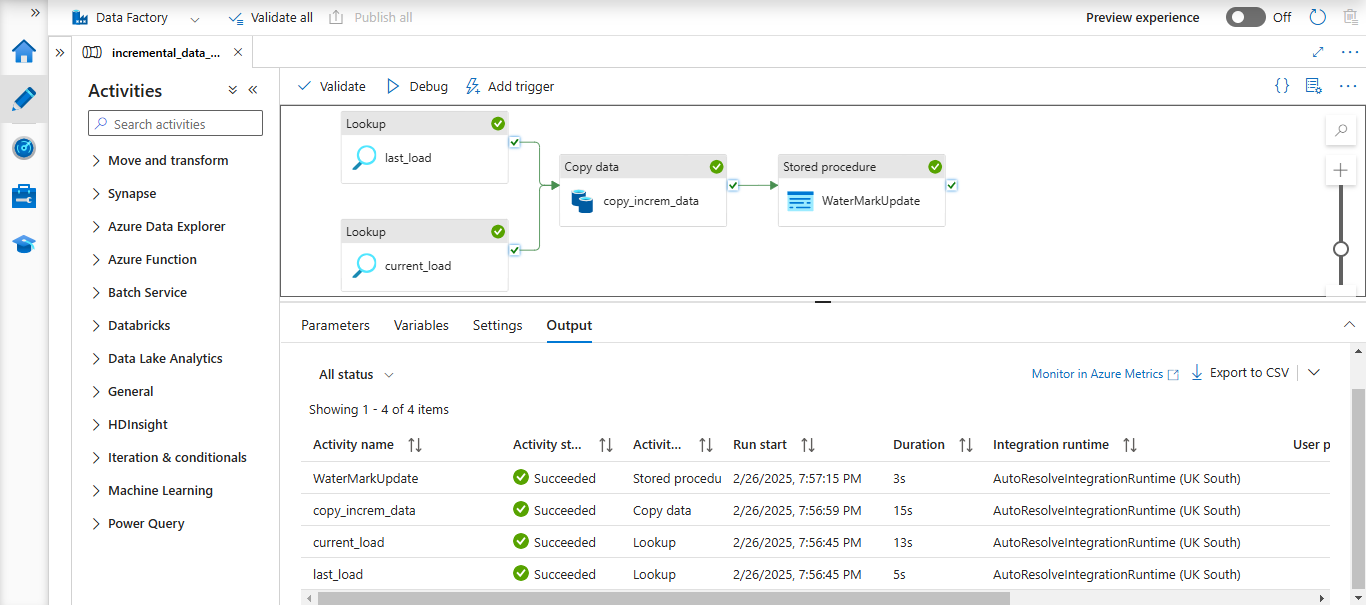 Data Factory
Validate all
Publish all
Preview experience
Off
incremental_data_...
Activities
Search activities
Move and transform
Synapse
Azure Data Explorer
Azure Function
Batch Service
Databricks
Data Lake Analytics
General
HDInsight
Iteration & conditionals
Machine Learning
Power Query
Validate
Debug
Add trigger
{}
Lookup
last_load
Lookup
current_load
Copy data
copy_increm_data
Stored procedure
WaterMarkUpdate
Parameters Variables Settings Output
All status
Monitor in Azure Metrics
Export to CSV
Showing 1 - 4 of 4 items
Activity name Activity st... Activit... Run start Duration Integration runtime User p
WaterMarkUpdate Succeeded Stored procedu 2/26/2025, 7:57:15 PM 3s AutoResolveIntegrationRuntime (UK South)
copy_increm_data Succeeded Copy data 2/26/2025, 7:56:59 PM 15s AutoResolveIntegrationRuntime (UK South)
current_load Succeeded Lookup 2/26/2025, 7:56:45 PM 13s AutoResolveIntegrationRuntime (UK South)
last_load Succeeded Lookup 2/26/2025, 7:56:45 PM 5s AutoResolveIntegrationRuntime (UK South)